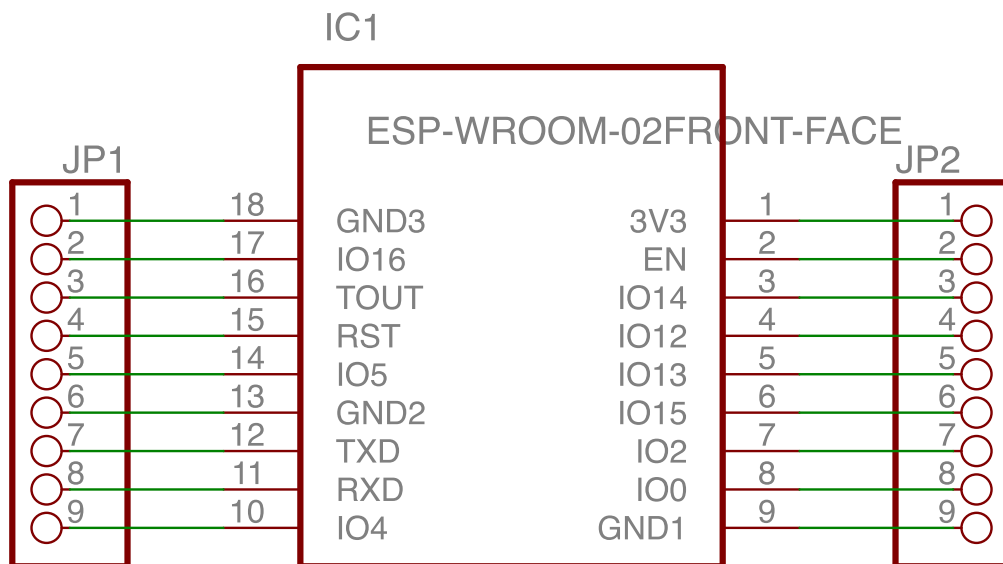 IC1
ESP-WROOM-02FRONT-FACE
JP1 JP2
1 18 GND3 3V3 1 1
2 17 IO16 EN 2 2
3 16 TOUT IO14 3 3
4 15 RST IO12 4 4
5 14 IO5 IO13 5 5
6 13 GND2 IO15 6 6
7 12 TXD IO2 7 7
8 11 RXD IO0 8 8
9 10 IO4 GND1 9 9